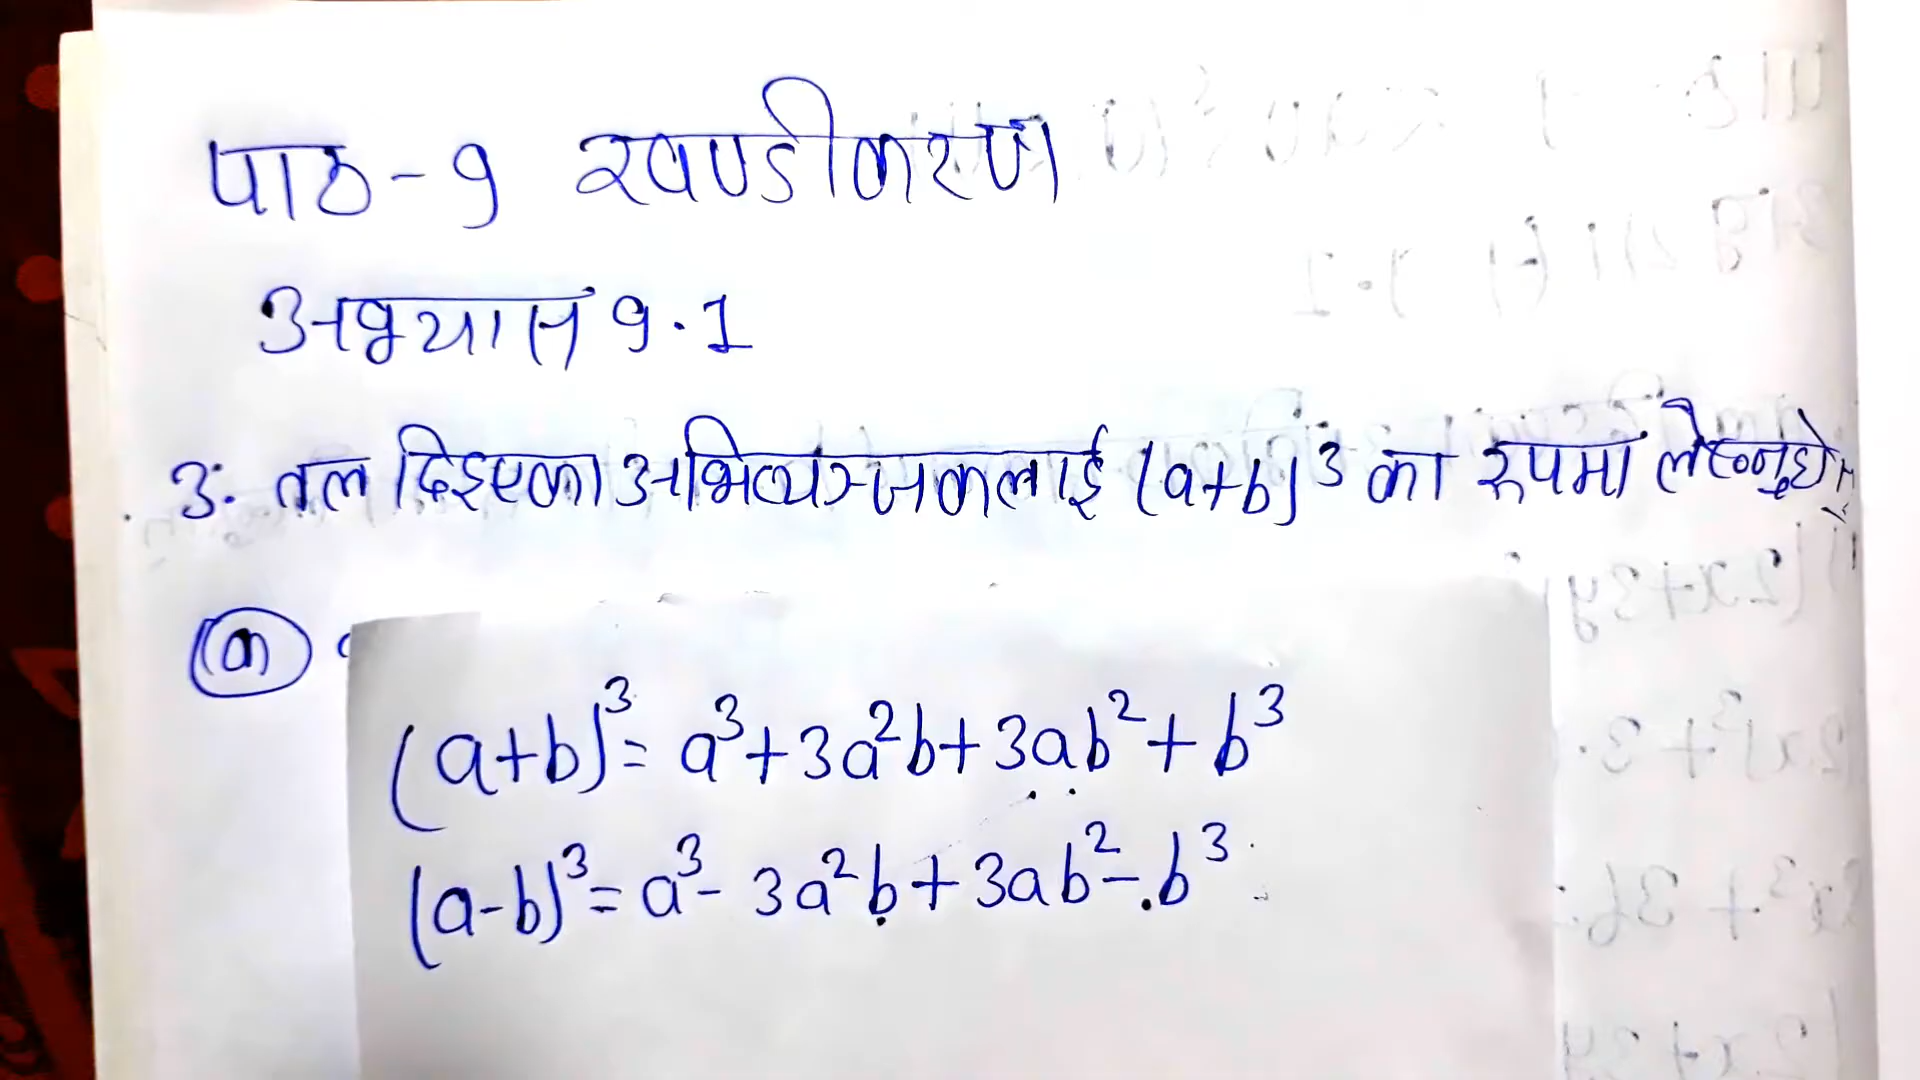 पाठ-9 खण्डीकरण
अभ्यास 9.1
3. तल दिइएका अभिव्यञ्जकलाई (a+b)³ का रूपमा लेख्नुहोस्
(क)
(a+b)³= a³+3a²b+3ab²+b³
(a-b)³= a³-3a²b+3ab²-b³